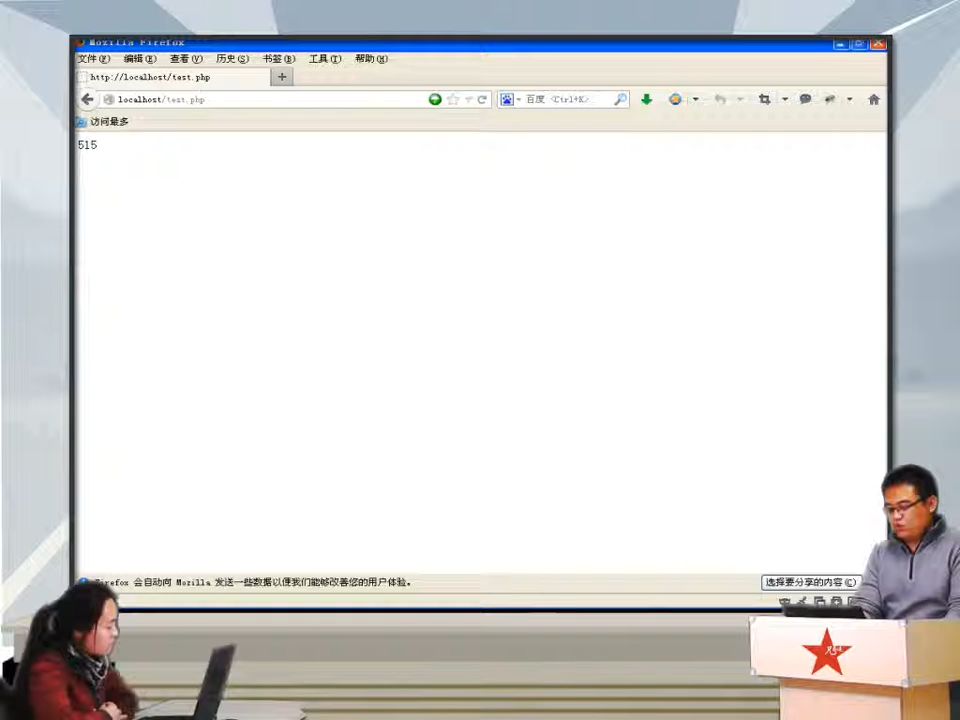 Mozilla Firefox
文件(F) 编辑(E) 查看(V) 历史(S) 书签(B) 工具(T) 帮助(H)
http://localhost/test.php +
localhost/test.php 百度 <Ctrl+K>
访问最多
515
Firefox 会自动向 Mozilla 发送一些数据以便我们能够改善您的用户体验。 选择要分享的内容(C)